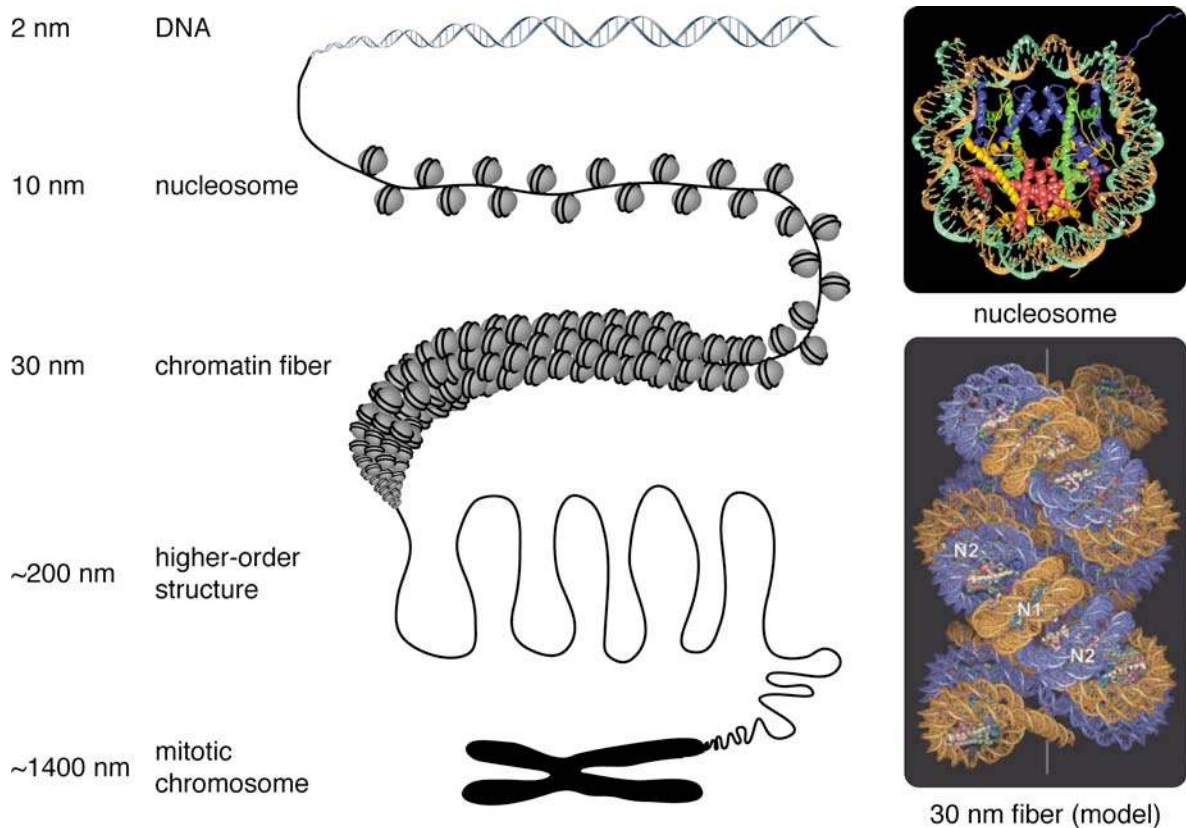 2 nm DNA
10 nm nucleosome
30 nm chromatin fiber
~200 nm higher-order
structure
~1400 nm mitotic
chromosome
nucleosome
N2
N1
N2
30 nm fiber (model)